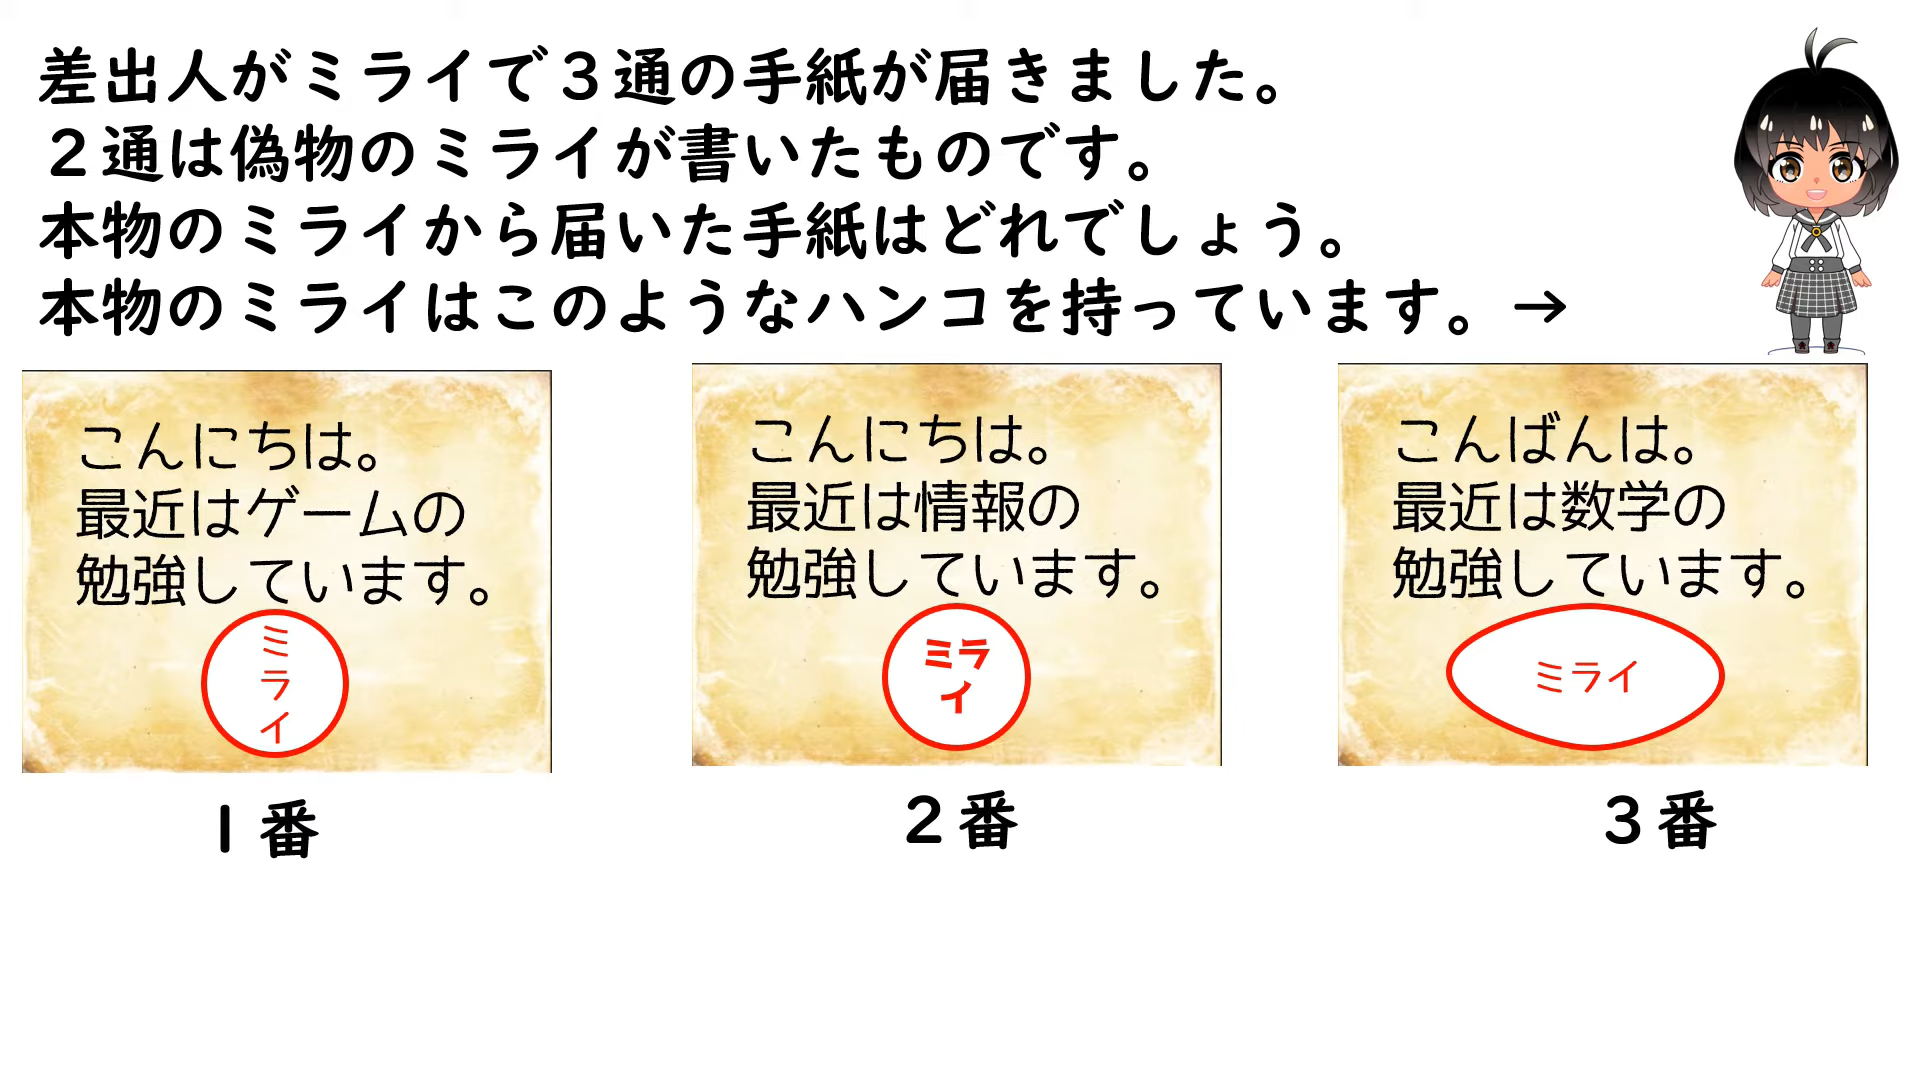 差出人がミライで３通の手紙が届きました。
２通は偽物のミライが書いたものです。
本物のミライから届いた手紙はどれでしょう。
本物のミライはこのようなハンコを持っています。→
こんにちは。
最近はゲームの
勉強しています。
ミ
ラ
イ
１番
こんにちは。
最近は情報の
勉強しています。
ミラ
イ
２番
こんばんは。
最近は数学の
勉強しています。
ミライ
３番